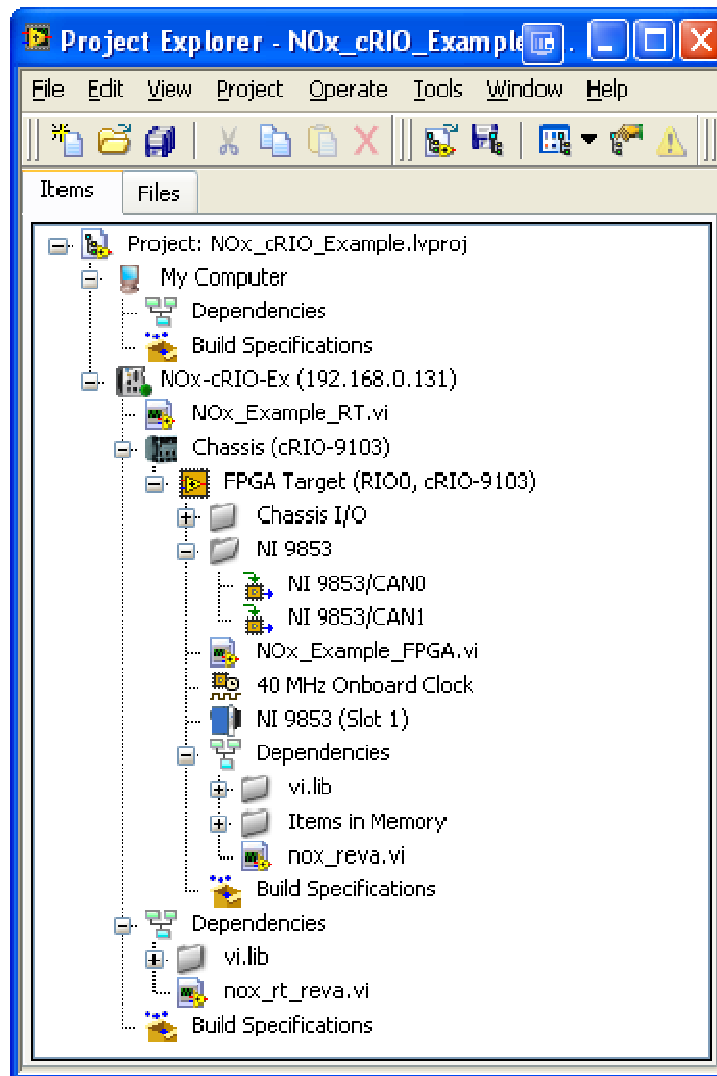 Project Explorer - NOx_cRIO_Example .
File Edit View Project Operate Tools Window Help
Items Files
Project: NOx_cRIO_Example.lvproj
My Computer
Dependencies
Build Specifications
NOx-cRIO-Ex (192.168.0.131)
NOx_Example_RT.vi
Chassis (cRIO-9103)
FPGA Target (RIO0, cRIO-9103)
Chassis I/O
NI 9853
NI 9853/CAN0
NI 9853/CAN1
NOx_Example_FPGA.vi
40 MHz Onboard Clock
NI 9853 (Slot 1)
Dependencies
vi.lib
Items in Memory
nox_reva.vi
Build Specifications
Dependencies
vi.lib
nox_rt_reva.vi
Build Specifications